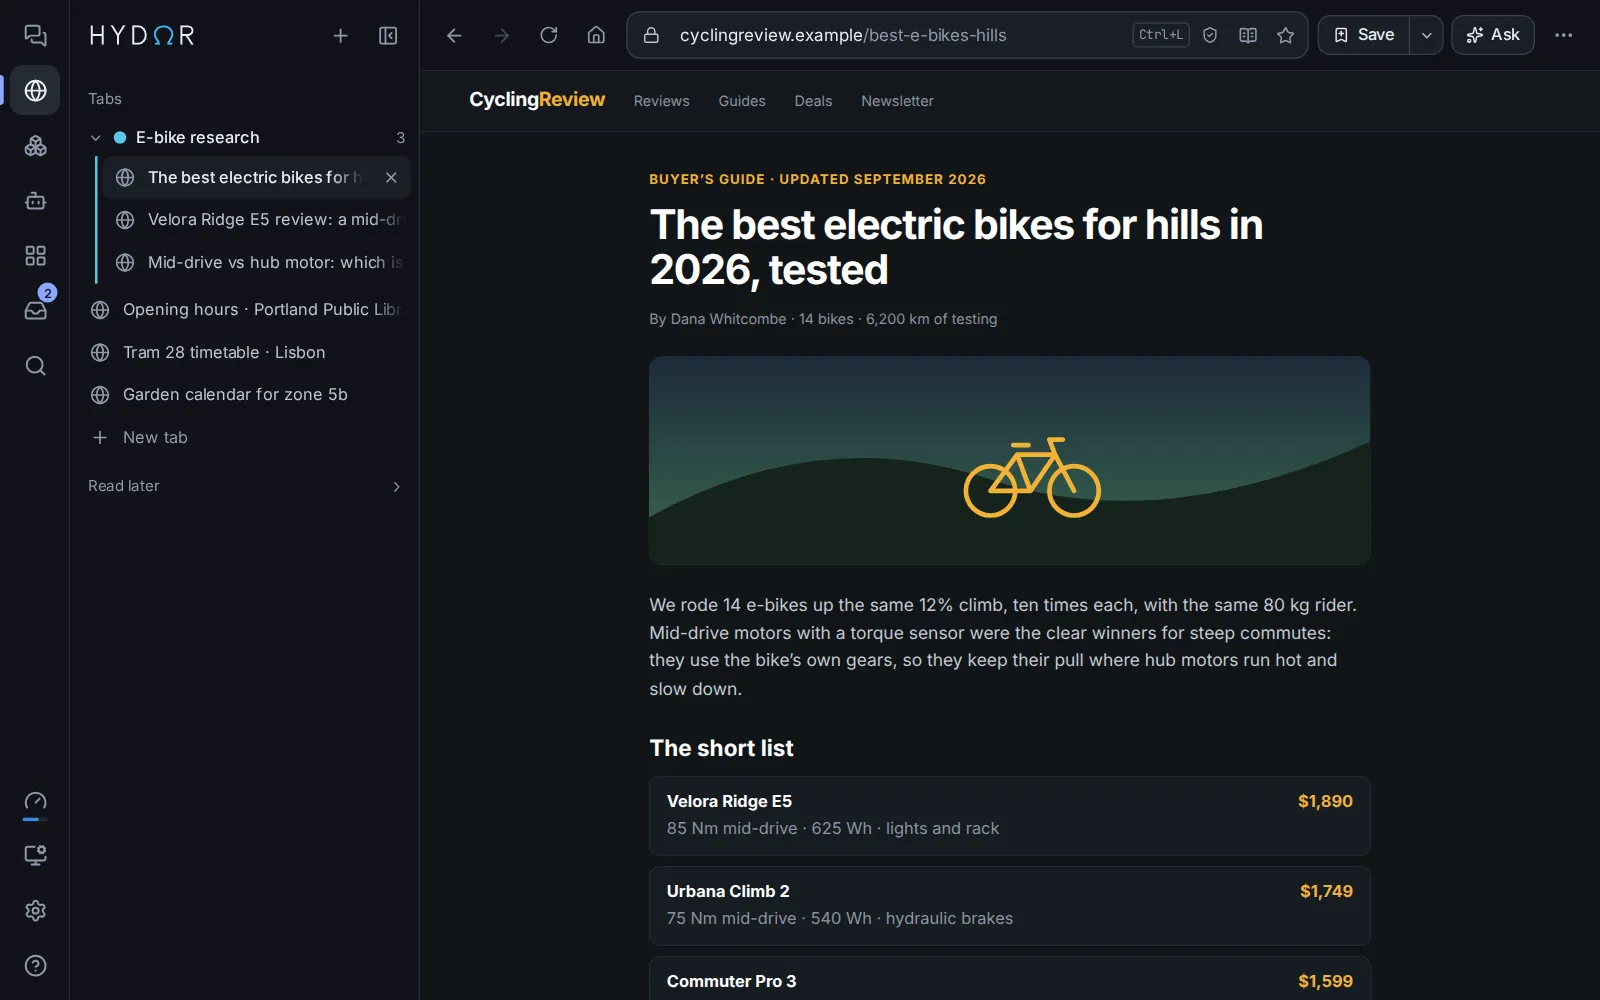 HYDΩR
Tabs
E-bike research
3
The best electric bikes for h
Velora Ridge E5 review: a mid-dr
Mid-drive vs hub motor: which is
Opening hours · Portland Public Libr
Tram 28 timetable · Lisbon
Garden calendar for zone 5b
New tab
Read later
2
cyclingreview.example/best-e-bikes-hills
Ctrl+L
Save
Ask
CyclingReview
Reviews
Guides
Deals
Newsletter
BUYER’S GUIDE · UPDATED SEPTEMBER 2026
The best electric bikes for hills in
2026, tested
By Dana Whitcombe · 14 bikes · 6,200 km of testing
We rode 14 e-bikes up the same 12% climb, ten times each, with the same 80 kg rider.
Mid-drive motors with a torque sensor were the clear winners for steep commutes:
they use the bike’s own gears, so they keep their pull where hub motors run hot and
slow down.
The short list
Velora Ridge E5
$1,890
85 Nm mid-drive · 625 Wh · lights and rack
Urbana Climb 2
$1,749
75 Nm mid-drive · 540 Wh · hydraulic brakes
Commuter Pro 3
$1,599